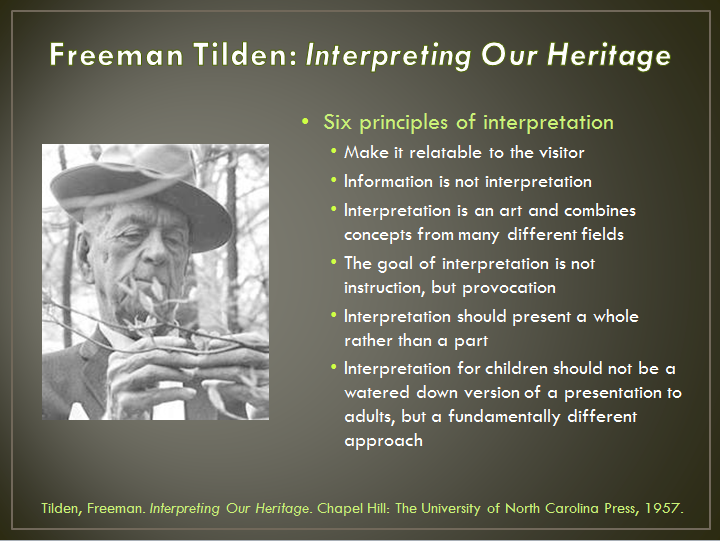 Freeman Tilden: Interpreting Our Heritage
• Six principles of interpretation
• Make it relatable to the visitor
• Information is not interpretation
• Interpretation is an art and combines
concepts from many different fields
• The goal of interpretation is not
instruction, but provocation
• Interpretation should present a whole
rather than a part
• Interpretation for children should not be a
watered down version of a presentation to
adults, but a fundamentally different
approach
Tilden, Freeman. Interpreting Our Heritage. Chapel Hill: The University of North Carolina Press, 1957.